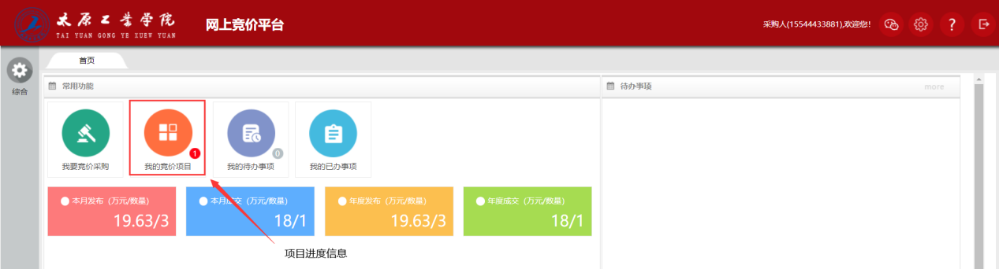 太原工业学院
TAI YUAN GONG YE XUEY YUAN
网上竞价平台
采购人(15544433881),欢迎您!
?
综合
首页
常用功能
待办事项
more
我要竞价采购
1
我的竞价项目
0
我的待办事项
我的已办事项
本月发布（万元/数量）
19.63/3
本月成交（万元/数量）
18/1
年度发布（万元/数量）
19.63/3
年度成交（万元/数量）
18/1
项目进度信息